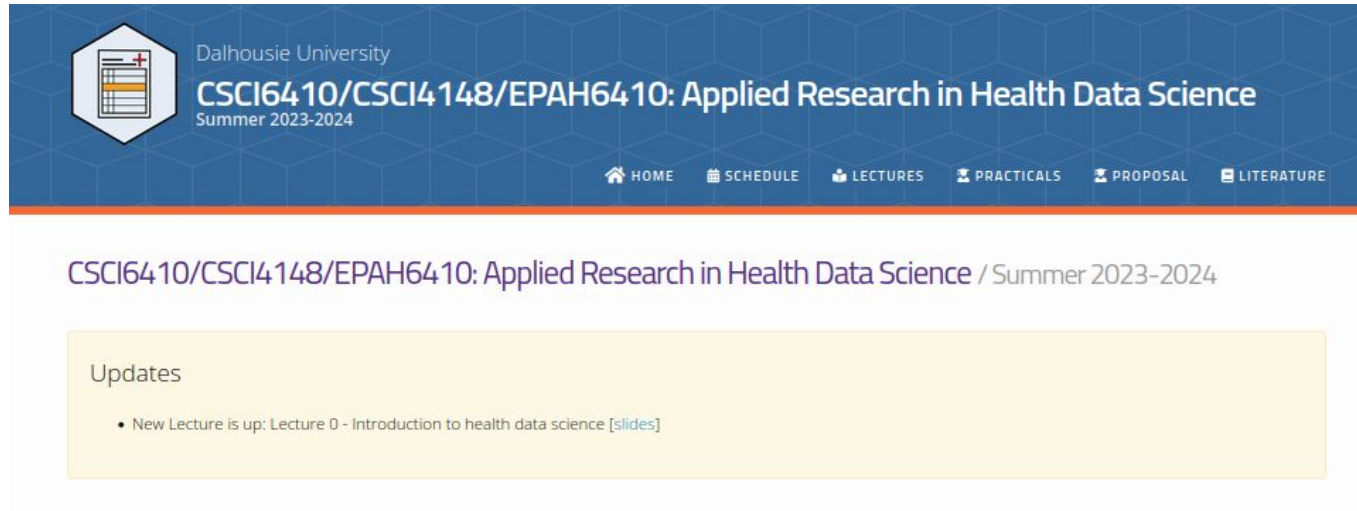 Dalhousie University
CSCI6410/CSCI4148/EPAH6410: Applied Research in Health Data Science
Summer 2023-2024
HOME SCHEDULE LECTURES PRACTICALS PROPOSAL LITERATURE
CSCI6410/CSCI4148/EPAH6410: Applied Research in Health Data Science / Summer 2023-2024
Updates
• New Lecture is up: Lecture 0 - Introduction to health data science [slides]